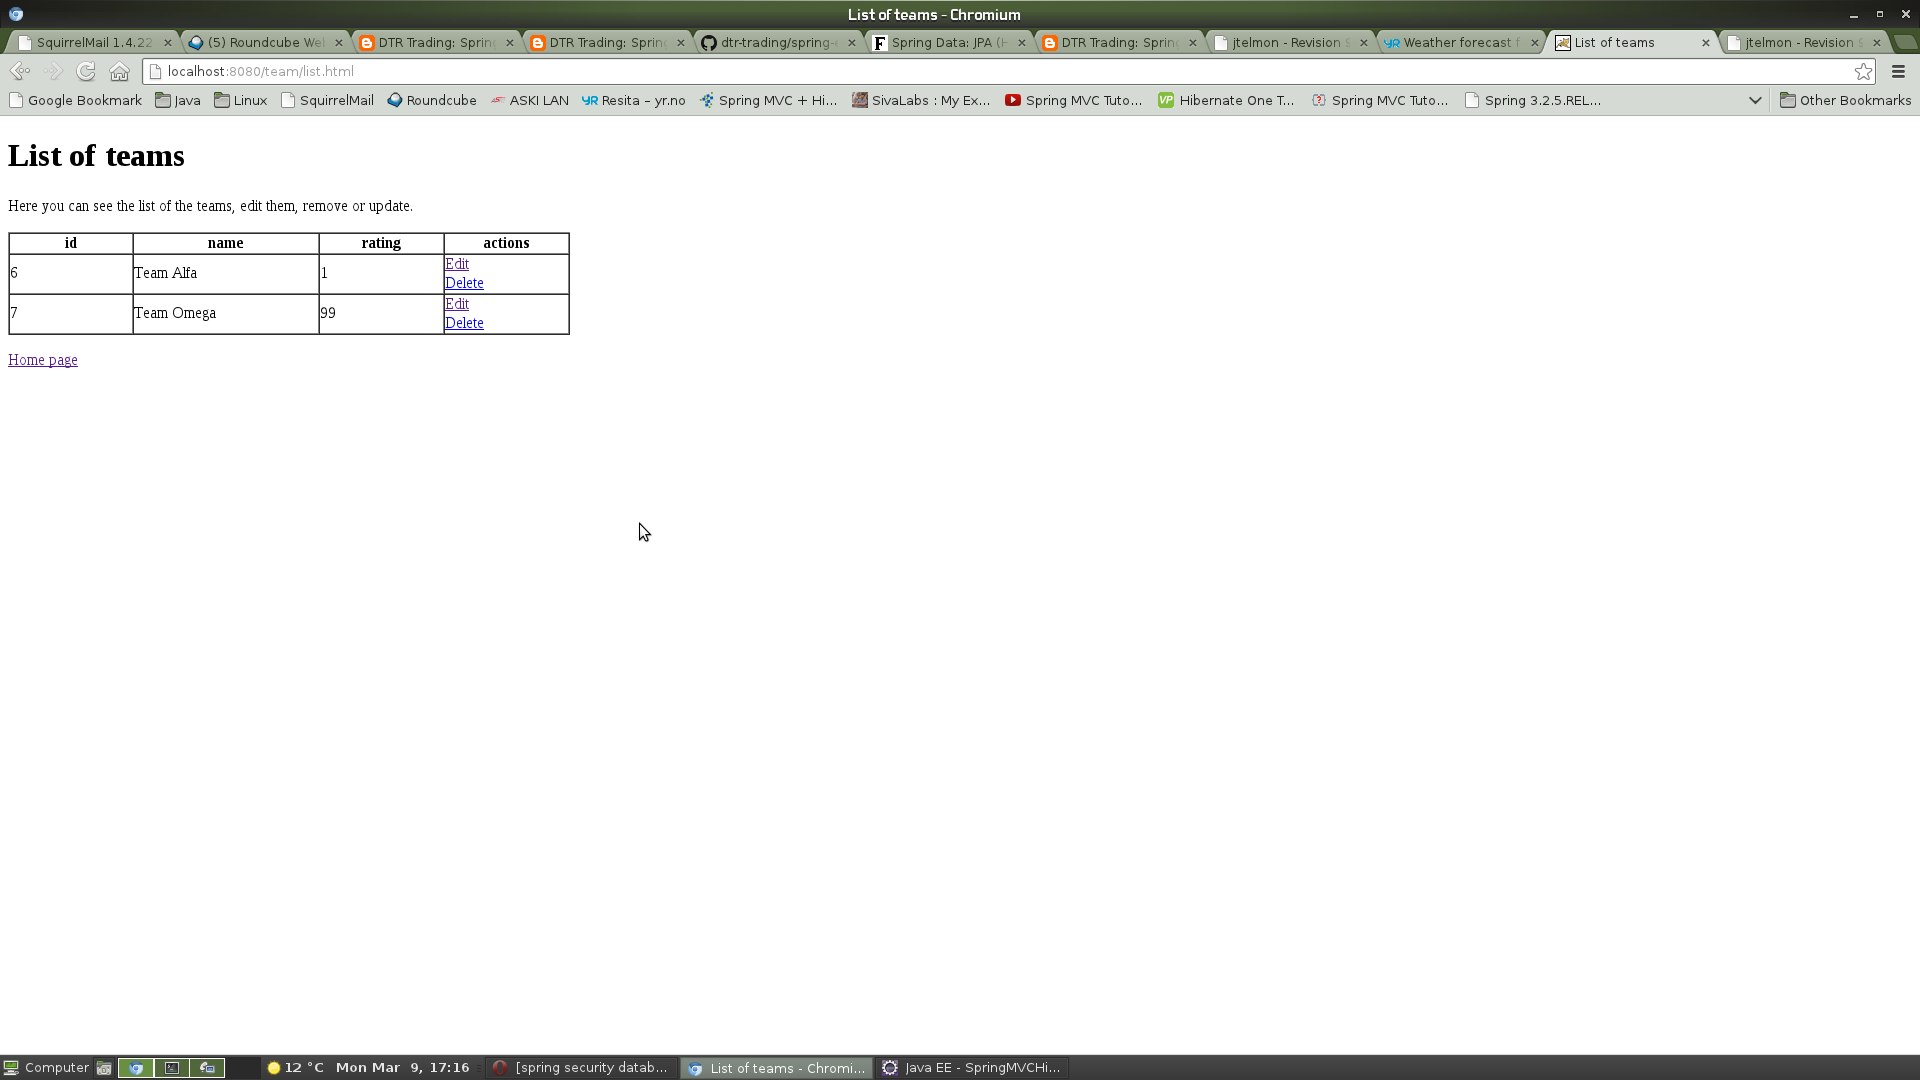 List of teams - Chromium
SquirrelMail 1.4.22 (5) Roundcube We DTR Trading: Spring DTR Trading: Spring dtr-trading/spring- Spring Data: JPA (H DTR Trading: Spring jtelmon - Revision Weather forecast f List of teams jtelmon - Revision
localhost:8080/team/list.html
Google Bookmark Java Linux SquirrelMail Roundcube ASKI LAN Resita – yr.no Spring MVC + Hi... SivaLabs : My Ex... Spring MVC Tuto... Hibernate One T... Spring MVC Tuto... Spring 3.2.5.REL... Other Bookmarks
List of teams
Here you can see the list of the teams, edit them, remove or update.
id name rating actions
6 Team Alfa 1 Edit
Delete
7 Team Omega 99 Edit
Delete
Home page
Computer 12 °C Mon Mar 9, 17:16 [spring security datab... List of teams - Chromi... Java EE - SpringMVCHi...